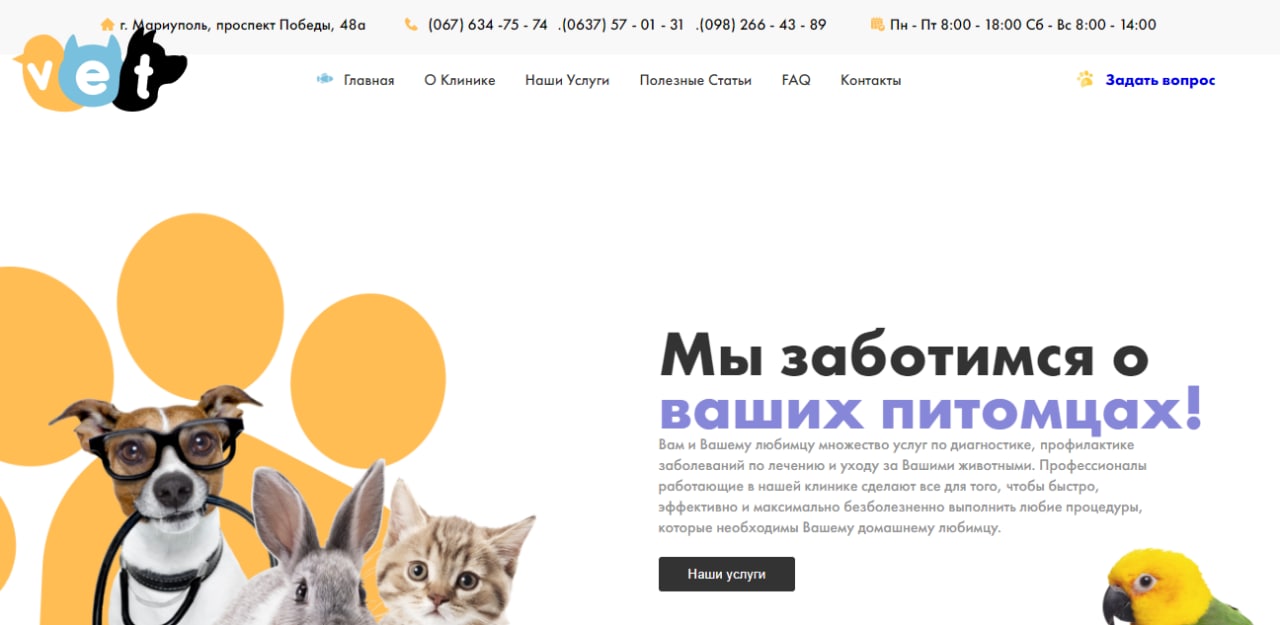 г. Мариуполь, проспект Победы, 48а
(067) 634 -75 - 74 .(0637) 57 - 01 - 31 .(098) 266 - 43 - 89
Пн - Пт 8:00 - 18:00 Сб - Вс 8:00 - 14:00
vet
Главная
О Клинике
Наши Услуги
Полезные Статьи
FAQ
Контакты
Задать вопрос
Мы заботимся о
ваших питомцах!
Вам и Вашему любимцу множество услуг по диагностике, профилактике
заболеваний по лечению и уходу за Вашими животными. Профессионалы
работающие в нашей клинике сделают все для того, чтобы быстро,
эффективно и максимально безболезненно выполнить любие процедуры,
которые необходимы Вашему домашнему любимцу.
Наши услуги